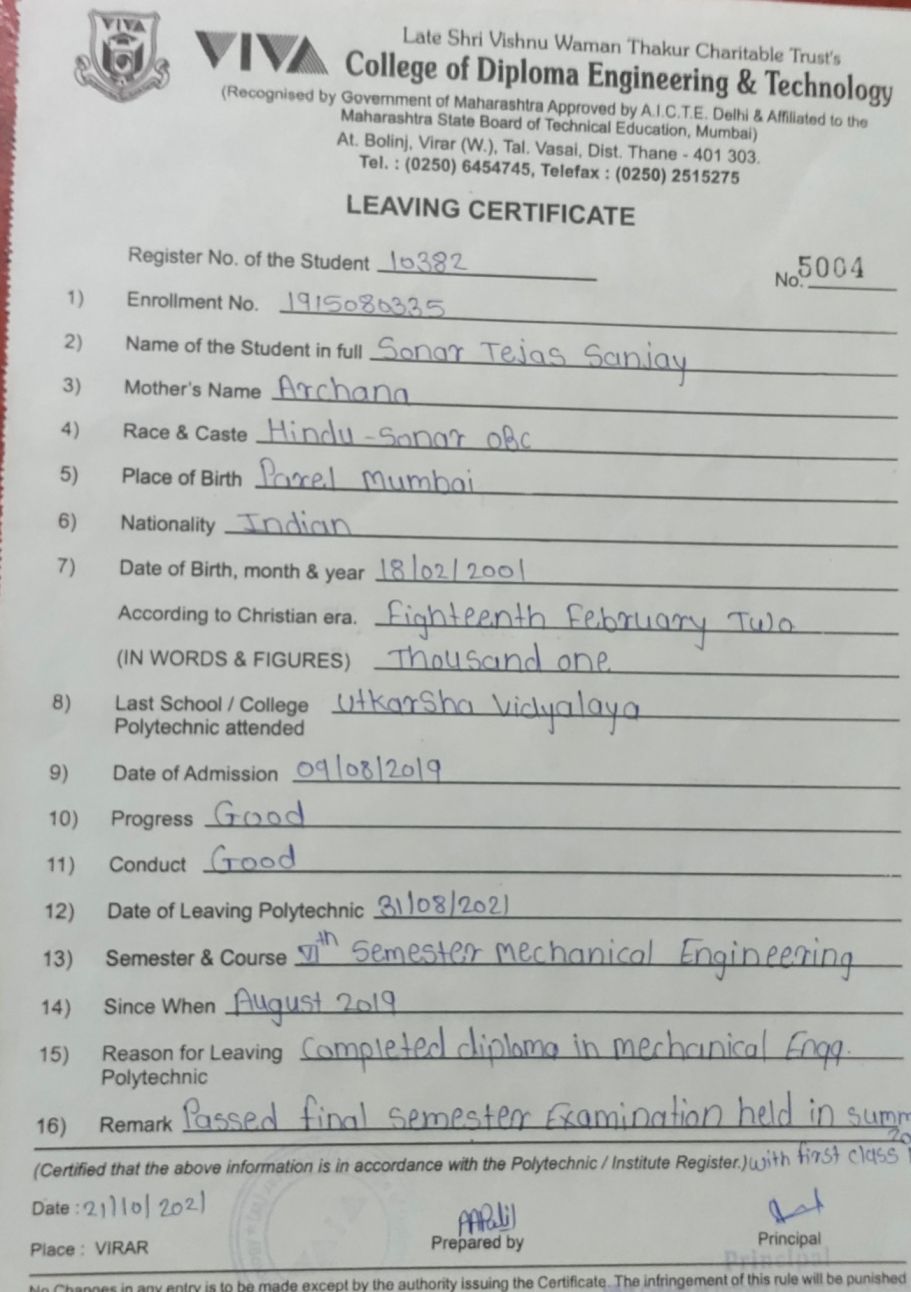 VIVA
VIVA Late Shri Vishnu Waman Thakur Charitable Trust's
College of Diploma Engineering & Technology
(Recognised by Government of Maharashtra Approved by A.I.C.T.E. Delhi & Affiliated to the
Maharashtra State Board of Technical Education, Mumbai)
At. Bolinj, Virar (W.), Tal. Vasai, Dist. Thane - 401 303.
Tel. : (0250) 6454745, Telefax : (0250) 2515275
LEAVING CERTIFICATE
Register No. of the Student 10382 No. 5004
1) Enrollment No. 1915080335
2) Name of the Student in full Sonar Tejas Sanjay
3) Mother's Name Archana
4) Race & Caste Hindu - Sonar OBC
5) Place of Birth Parel Mumbai
6) Nationality Indian
7) Date of Birth, month & year 18/02/2001
According to Christian era. Eighteenth February Two
(IN WORDS & FIGURES) Thousand one
8) Last School / College Utkarsha Vidyalaya
Polytechnic attended
9) Date of Admission 09/08/2019
10) Progress Good
11) Conduct Good
12) Date of Leaving Polytechnic 31/08/2021
13) Semester & Course VIth Semester Mechanical Engineering
14) Since When August 2019
15) Reason for Leaving Completed diploma in mechanical Engg.
Polytechnic
16) Remark Passed final semester Examination held in summ
20
(Certified that the above information is in accordance with the Polytechnic / Institute Register.) with first class
Date : 21/10/2021
Place : VIRAR Prepared by Principal
Principal
No Changes in any entry is to be made except by the authority issuing the Certificate. The infringement of this rule will be punished